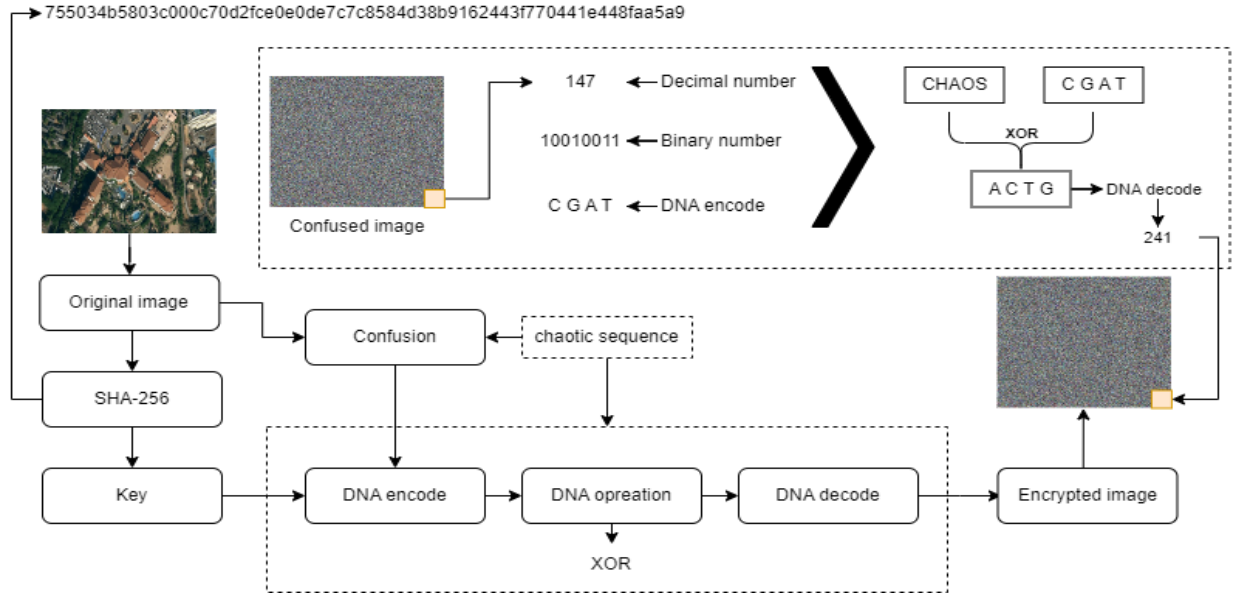 755034b5803c000c70d2fce0e0de7c7c8584d38b9162443f770441e448faa5a9
147
Decimal number
10010011
Binary number
C G A T
DNA encode
Confused image
CHAOS
C G A T
XOR
A C T G
DNA decode
241
Original image
Confusion
chaotic sequence
SHA-256
Key
DNA encode
DNA opreation
DNA decode
Encrypted image
XOR